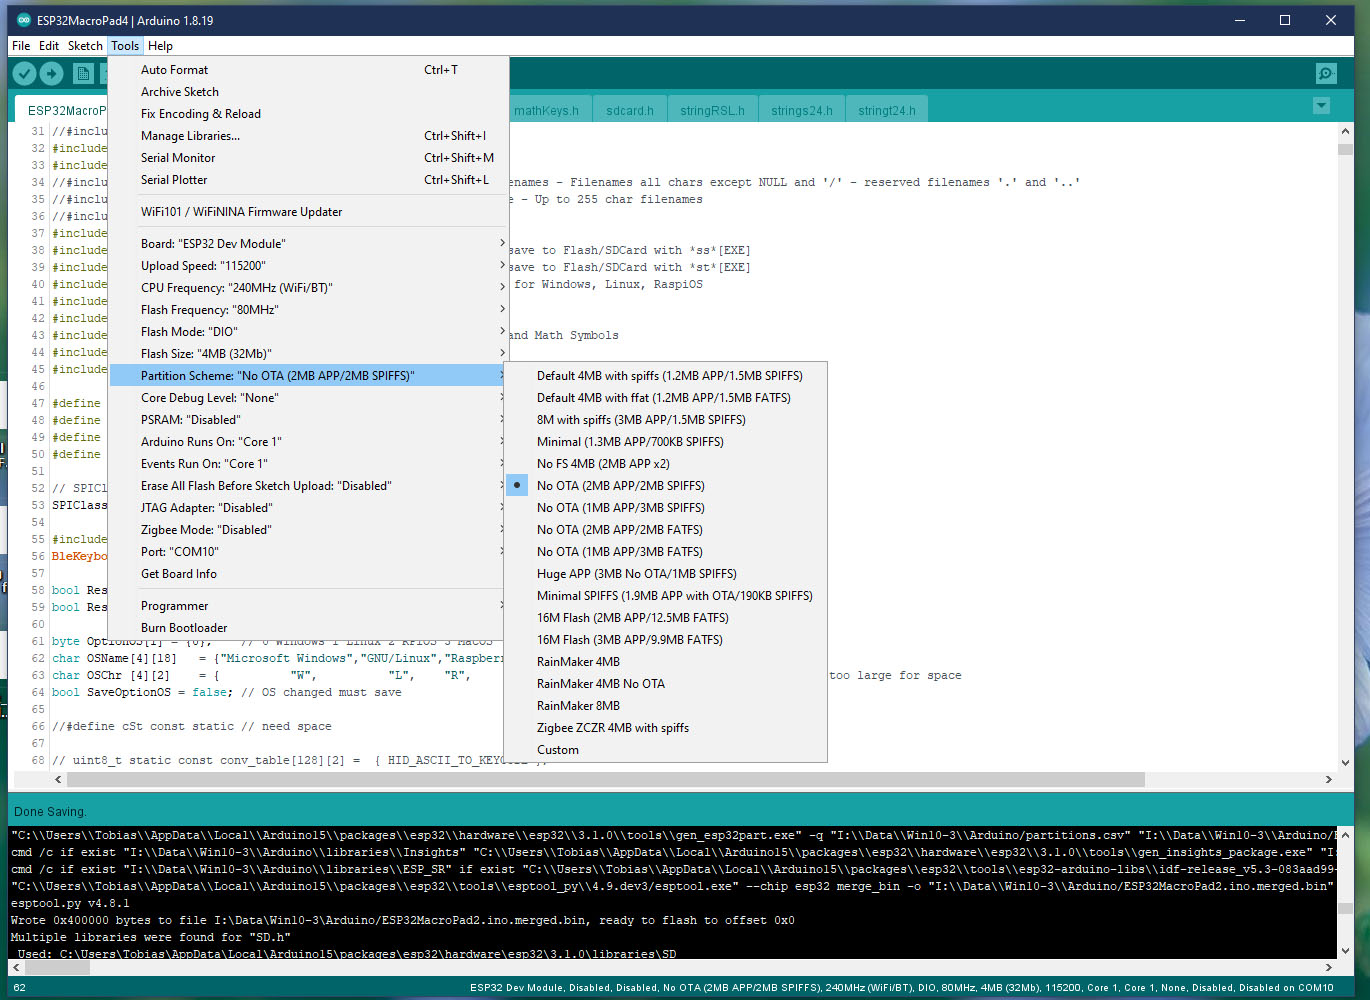 ESP32MacroPad4 | Arduino 1.8.19
File Edit Sketch Tools Help
Auto Format Ctrl+T
Archive Sketch
Fix Encoding & Reload
Manage Libraries... Ctrl+Shift+I
Serial Monitor Ctrl+Shift+M
Serial Plotter Ctrl+Shift+L
WiFi101 / WiFiNINA Firmware Updater
Board: "ESP32 Dev Module"
Upload Speed: "115200"
CPU Frequency: "240MHz (WiFi/BT)"
Flash Frequency: "80MHz"
Flash Mode: "DIO"
Flash Size: "4MB (32Mb)"
Partition Scheme: "No OTA (2MB APP/2MB SPIFFS)"
Core Debug Level: "None"
PSRAM: "Disabled"
Arduino Runs On: "Core 1"
Events Run On: "Core 1"
Erase All Flash Before Sketch Upload: "Disabled"
JTAG Adapter: "Disabled"
Zigbee Mode: "Disabled"
Port: "COM10"
Get Board Info
Programmer
Burn Bootloader
Default 4MB with spiffs (1.2MB APP/1.5MB SPIFFS)
Default 4MB with ffat (1.2MB APP/1.5MB FATFS)
8M with spiffs (3MB APP/1.5MB SPIFFS)
Minimal (1.3MB APP/700KB SPIFFS)
No FS 4MB (2MB APP x2)
No OTA (2MB APP/2MB SPIFFS)
No OTA (1MB APP/3MB SPIFFS)
No OTA (2MB APP/2MB FATFS)
No OTA (1MB APP/3MB FATFS)
Huge APP (3MB No OTA/1MB SPIFFS)
Minimal SPIFFS (1.9MB APP with OTA/190KB SPIFFS)
16M Flash (2MB APP/12.5MB FATFS)
16M Flash (3MB APP/9.9MB FATFS)
RainMaker 4MB
RainMaker 4MB No OTA
RainMaker 8MB
Zigbee ZCZR 4MB with spiffs
Custom
ESP32MacroP mathKeys.h sdcard.h stringRSL.h strings24.h stringt24.h
31 //#inclu
32 #include
33 #include
34 //#inclu enames - Filenames all chars except NULL and '/' - reserved filenames '.' and '..'
35 //#inclu e - Up to 255 char filenames
36 //#inclu
37 #include
38 #include save to Flash/SDCard with *ss*[EXE]
39 #include save to Flash/SDCard with *st*[EXE]
40 #include for Windows, Linux, RaspiOS
41 #include
42 #include
43 #include and Math Symbols
44 #include
45 #include
46
47 #define
48 #define
49 #define
50 #define
51
52 // SPICl
53 SPIClass
54
55 #include
56 BleKeybo
57
58 bool Res
59 bool Res
60
61 byte OptionOS[1] = {0}; // 0 Windows 1 Linux 2 RPiOS 3 MacOS
62 char OSName[4][18] = {"Microsoft Windows","GNU/Linux","Raspberr
63 char OSChr [4][2] = { "W", "L", "R", too large for space
64 bool SaveOptionOS = false; // OS changed must save
65
66 //#define cSt const static // need space
67
68 // uint8_t static const conv_table[128][2] = { HID_ASCII_TO_KEYCODE };
Done Saving.
"C:\\Users\\Tobias\\AppData\\Local\\Arduino15\\packages\\esp32\\hardware\\esp32\\3.1.0\\tools\\gen_esp32part.exe" -q "I:\\Data\\Win10-3\\Arduino/partitions.csv" "I:\\Data\\Win10-3\\Arduino/E
cmd /c if exist "I:\\Data\\Win10-3\\Arduino\\libraries\\Insights" "C:\\Users\\Tobias\\AppData\\Local\\Arduino15\\packages\\esp32\\hardware\\esp32\\3.1.0\\tools\\gen_insights_package.exe" "I:
cmd /c if exist "I:\\Data\\Win10-3\\Arduino\\libraries\\ESP_SR" if exist "C:\\Users\\Tobias\\AppData\\Local\\Arduino15\\packages\\esp32\\tools\\esp32-arduino-libs\\idf-release_v5.3-083aad99-
"C:\\Users\\Tobias\\AppData\\Local\\Arduino15\\packages\\esp32\\tools\\esptool_py\\4.9.dev3/esptool.exe" --chip esp32 merge_bin -o "I:\\Data\\Win10-3\\Arduino/ESP32MacroPad2.ino.merged.bin"
esptool.py v4.8.1
Wrote 0x400000 bytes to file I:\Data\Win10-3\Arduino/ESP32MacroPad2.ino.merged.bin, ready to flash to offset 0x0
Multiple libraries were found for "SD.h"
Used: C:\Users\Tobias\AppData\Local\Arduino15\packages\esp32\hardware\esp32\3.1.0\libraries\SD
62 ESP32 Dev Module, Disabled, Disabled, No OTA (2MB APP/2MB SPIFFS), 240MHz (WiFi/BT), DIO, 80MHz, 4MB (32Mb), 115200, Core 1, Core 1, None, Disabled, Disabled on COM10